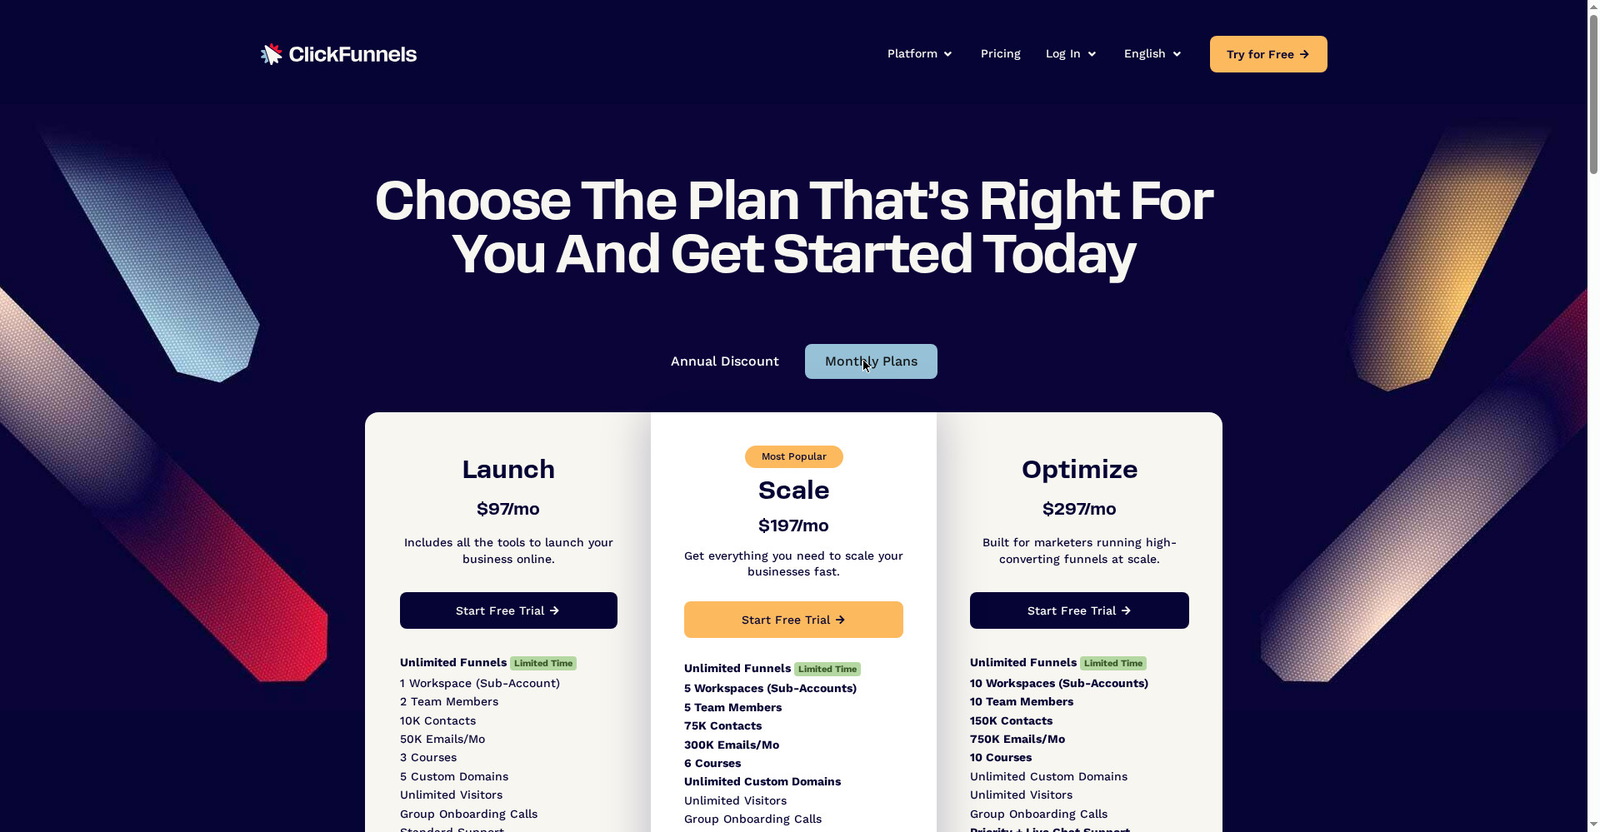 ClickFunnels
Platform
Pricing
Log In
English
Try for Free →
Choose The Plan That's Right For
You And Get Started Today
Annual Discount
Monthly Plans
Launch
$97/mo
Includes all the tools to launch your
business online.
Start Free Trial →
Unlimited Funnels Limited Time
1 Workspace (Sub-Account)
2 Team Members
10K Contacts
50K Emails/Mo
3 Courses
5 Custom Domains
Unlimited Visitors
Group Onboarding Calls
Standard Support
Most Popular
Scale
$197/mo
Get everything you need to scale your
businesses fast.
Start Free Trial →
Unlimited Funnels Limited Time
5 Workspaces (Sub-Accounts)
5 Team Members
75K Contacts
300K Emails/Mo
6 Courses
Unlimited Custom Domains
Unlimited Visitors
Group Onboarding Calls
Optimize
$297/mo
Built for marketers running high-
converting funnels at scale.
Start Free Trial →
Unlimited Funnels Limited Time
10 Workspaces (Sub-Accounts)
10 Team Members
150K Contacts
750K Emails/Mo
10 Courses
Unlimited Custom Domains
Unlimited Visitors
Group Onboarding Calls
Priority + Live Chat Support